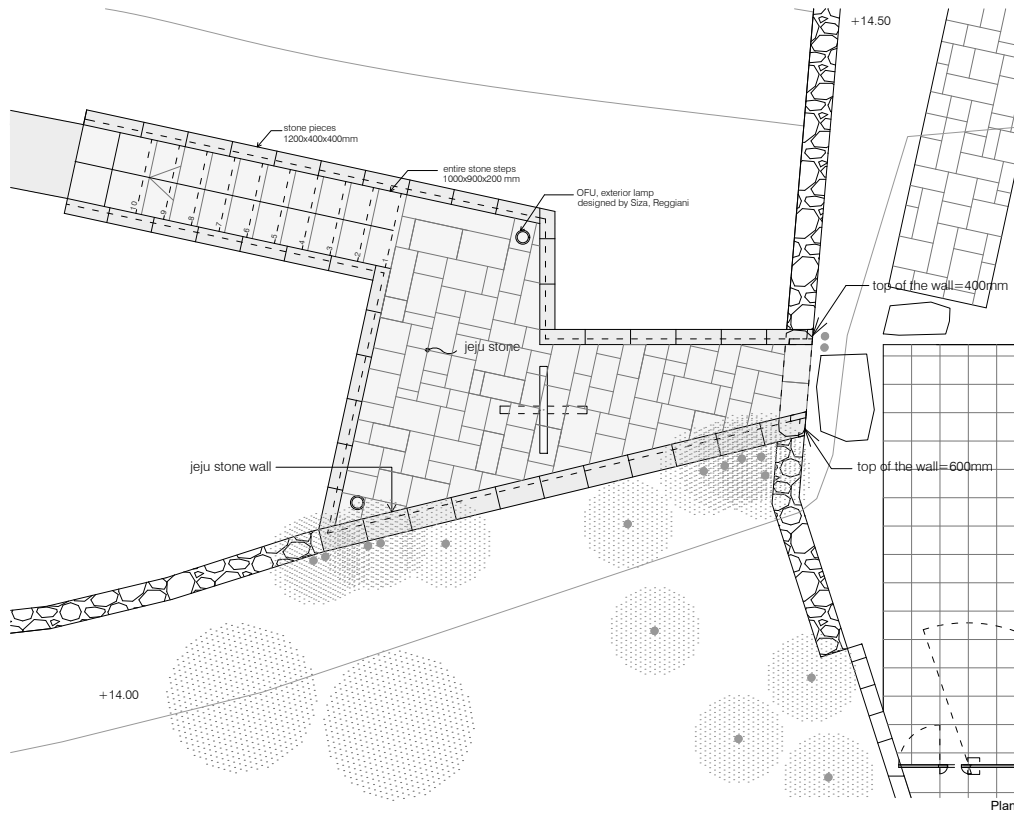 +14.50
stone pieces
1200x400x400mm
entire stone steps
1000x900x200 mm
OFU, exterior lamp
designed by Siza, Reggiani
10
9
8
7
6
5
4
3
2
1
top of the wall=400mm
jeju stone
jeju stone wall
top of the wall=600mm
+14.00
Plan